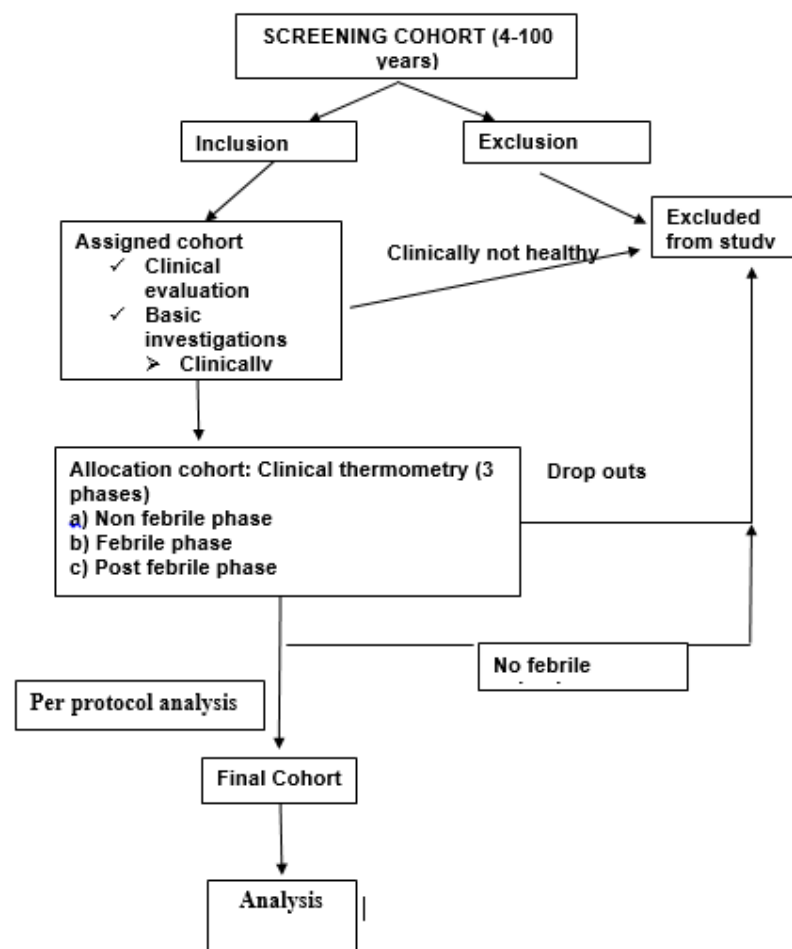 SCREENING COHORT (4-100
years)
Inclusion
Exclusion
Excluded
from study
Assigned cohort
✓ Clinical
evaluation
✓ Basic
investigations
➢ Clinically
Clinically not healthy
Allocation cohort: Clinical thermometry (3
phases)
a) Non febrile phase
b) Febrile phase
c) Post febrile phase
Drop outs
No febrile
Per protocol analysis
Final Cohort
Analysis